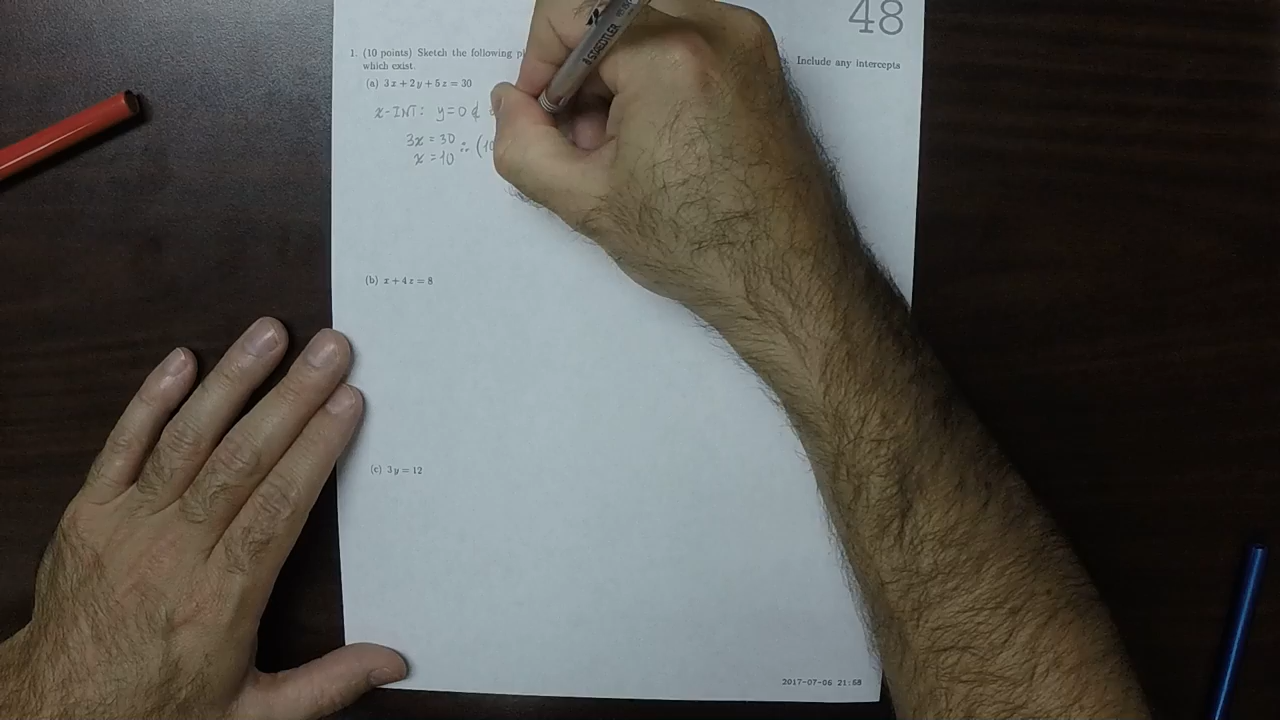 48
1. (10 points) Sketch the following
s. Include any intercepts
which exist.
(a) 3x + 2y + 5z = 30
x-INT: y=0 &
3x = 30
x = 10 ∴ (10
(b) x + 4z = 8
(c) 3y = 12
2017-07-06 21:58
STAEDTLER